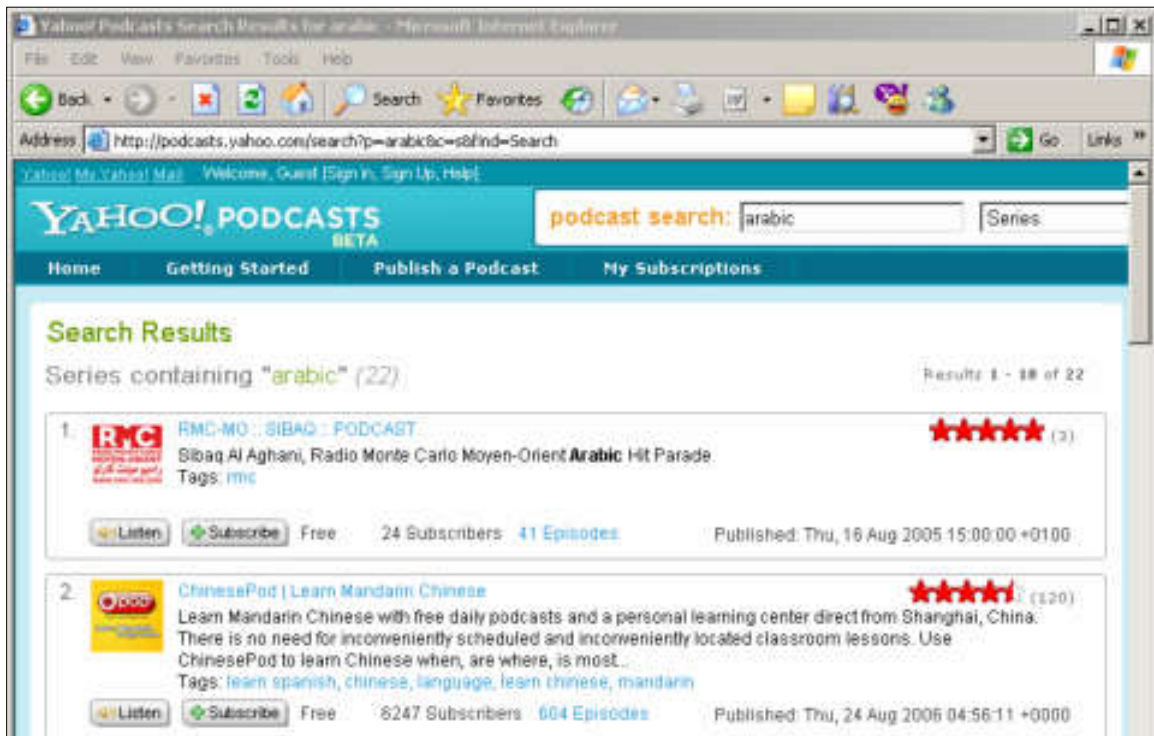 Yahoo! Podcasts Search Results for arabic - Microsoft Internet Explorer
File Edit View Favorites Tools Help
Back Search Favorites
Address http://podcasts.yahoo.com/search?p=arabic&c=s&find=Search Go Links »
Yahoo! My Yahoo! Mail Welcome, Guest [Sign In, Sign Up, Help]
YAHOO! PODCASTS podcast search: arabic Series
BETA
Home Getting Started Publish a Podcast My Subscriptions
Search Results
Series containing "arabic" (22)
Results 1 - 10 of 22
1. RMC RMC-MO :: SIBAQ :: PODCAST (3)
Sibaq Al Aghani, Radio Monte Carlo Moyen-Orient Arabic Hit Parade
Tags: rmc
Listen Subscribe Free 24 Subscribers 41 Episodes Published: Thu, 16 Aug 2005 15:00:00 +0100
2. ChinesePod | Learn Mandarin Chinese (120)
Learn Mandarin Chinese with free daily podcasts and a personal learning center direct from Shanghai, China.
There is no need for inconveniently scheduled and inconveniently located classroom lessons. Use
ChinesePod to learn Chinese when, are where, is most...
Tags: learn spanish, chinese, language, learn chinese, mandarin
Listen Subscribe Free 6247 Subscribers 604 Episodes Published: Thu, 24 Aug 2006 04:56:11 +0000